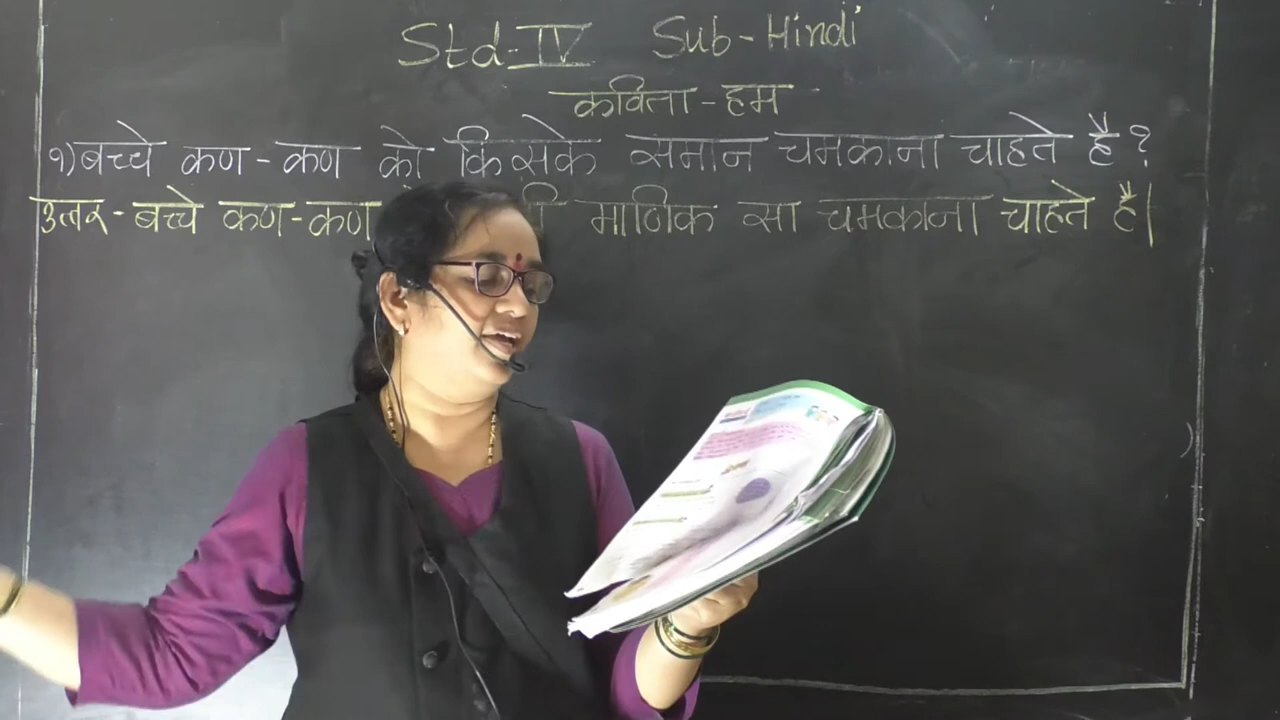 Std-IV Sub-Hindi
कविता - हम
१) बच्चे कण - कण को किसके समान चमकाना चाहते है ?
उत्तर - बच्चे कण-कण माणिक सा चमकाना चाहते है|